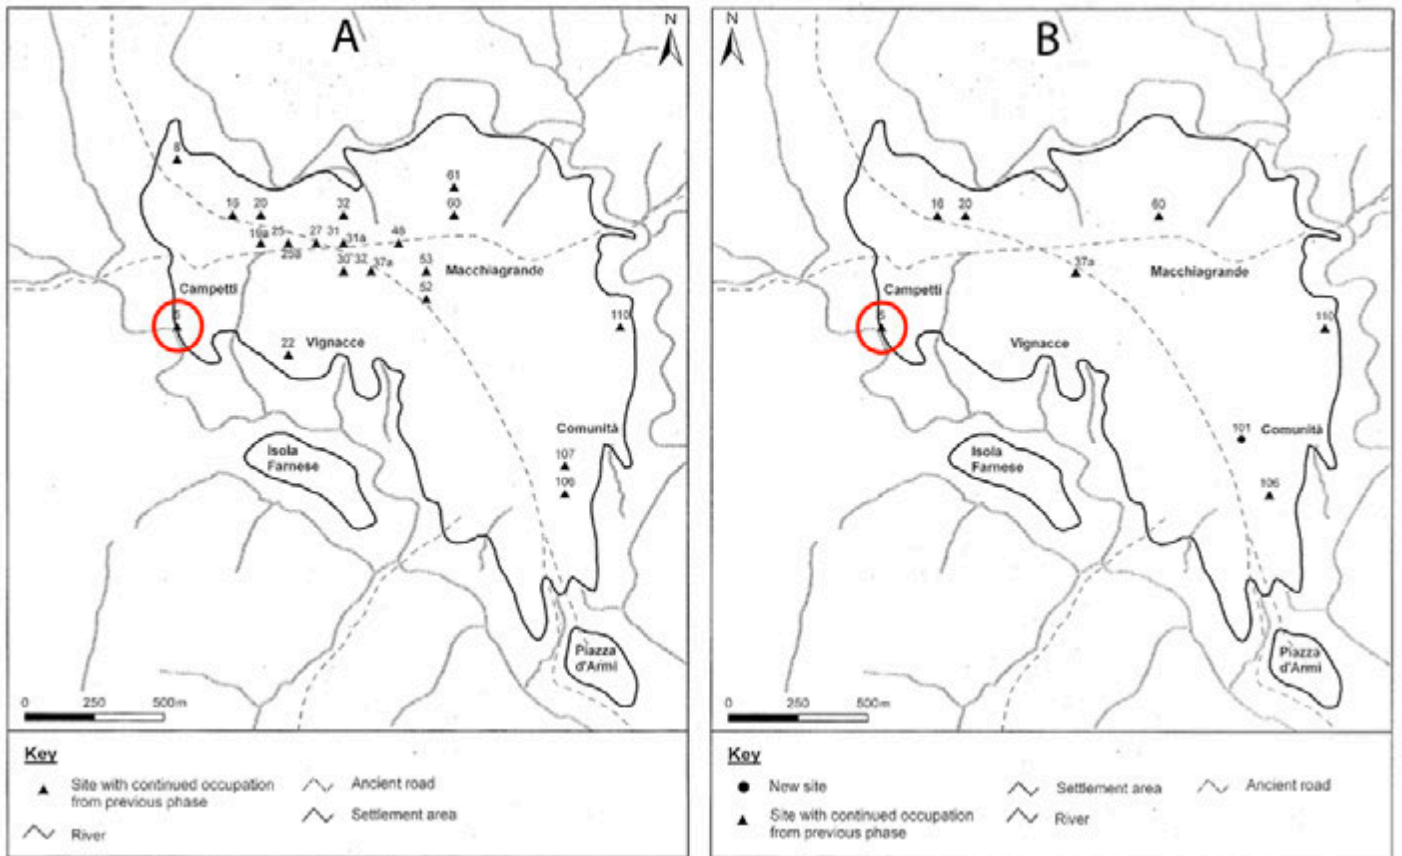 A
N
8
61
16 20 32 60
19a 25 27 31 31a 46
25a
30 32 37a 53
Macchiagrande
52
Campetti
5
110
22 Vignacce
Comunità
107
Isola
Farnese
106
Piazza
d'Armi
0 250 500m
Key
Site with continued occupation
from previous phase
Ancient road
Settlement area
River
N
B
16 20 60
37a Macchiagrande
Campetti
5
110
Vignacce
101 Comunità
Isola
Farnese
106
Piazza
d'Armi
0 250 500m
Key
New site
Settlement area
Ancient road
Site with continued occupation
from previous phase
River